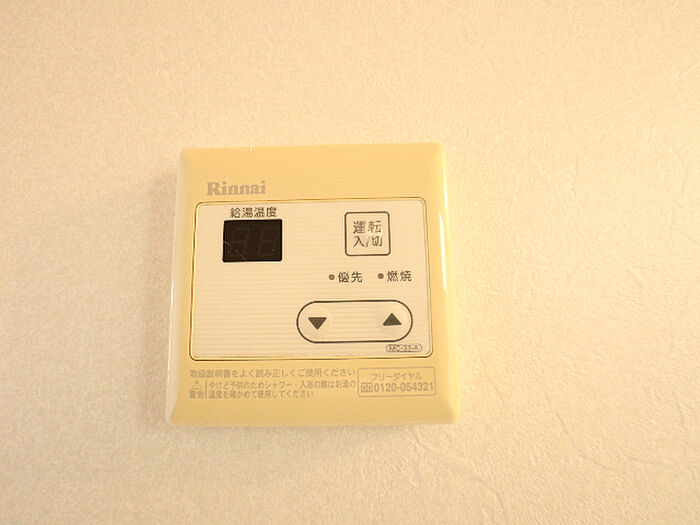 Rinnai
給湯温度
運転
入/切
優先 燃焼
MC-33-A
取扱説明書をよく読み正しくご使用ください
警告 やけど予防のためシャワー・入浴の際はお湯の
温度を確かめて使用してください
フリーダイヤル
0120-054321